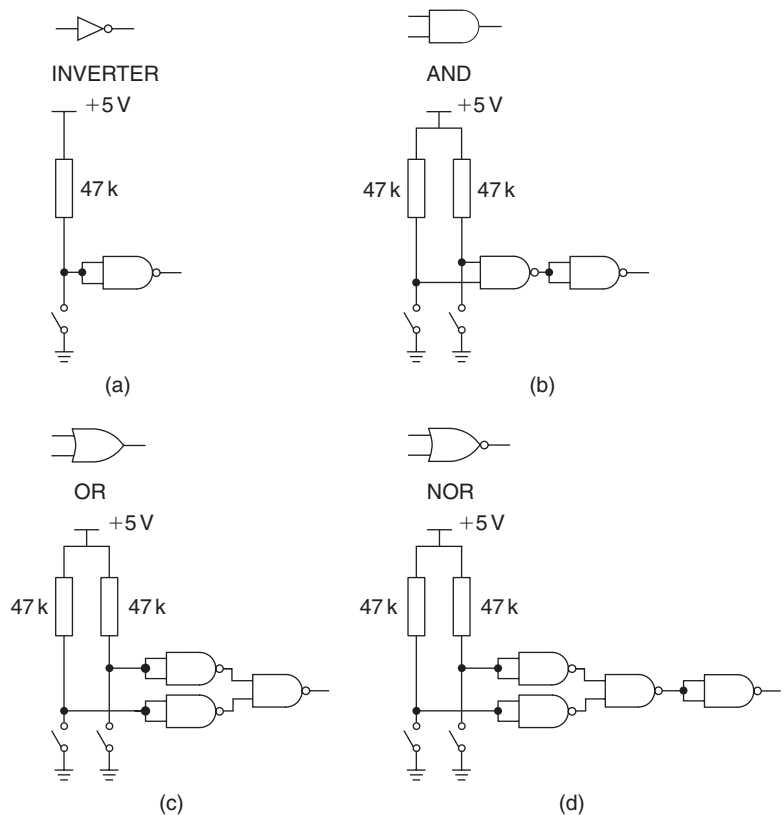 INVERTER
+5 V
47 k
(a)
AND
+5 V
47 k
47 k
(b)
OR
+5 V
47 k
47 k
(c)
NOR
+5 V
47 k
47 k
(d)